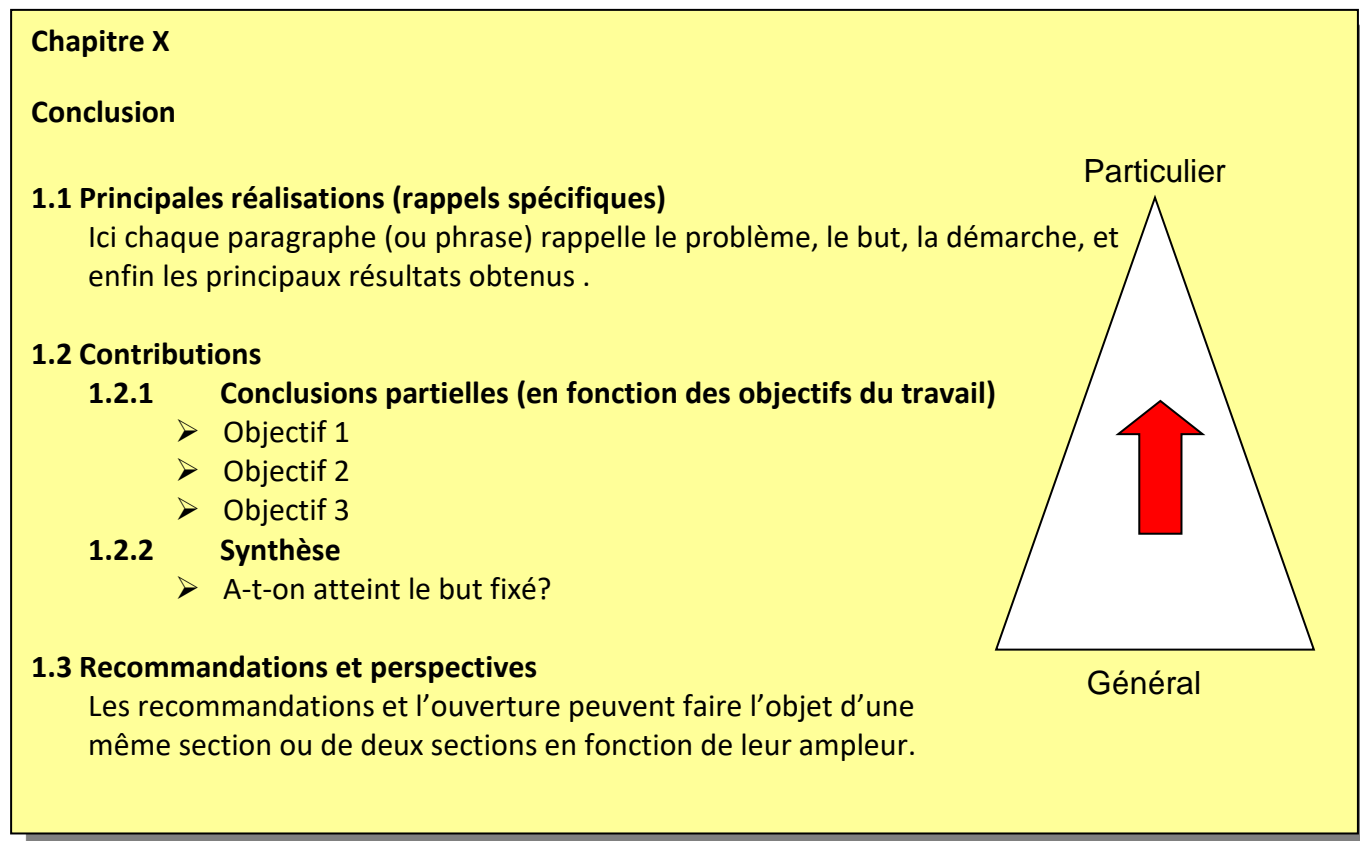 Chapitre X
Conclusion
Particulier
1.1 Principales réalisations (rappels spécifiques)
Ici chaque paragraphe (ou phrase) rappelle le problème, le but, la démarche, et
enfin les principaux résultats obtenus .
1.2 Contributions
1.2.1 Conclusions partielles (en fonction des objectifs du travail)
➢ Objectif 1
➢ Objectif 2
➢ Objectif 3
1.2.2 Synthèse
➢ A-t-on atteint le but fixé?
1.3 Recommandations et perspectives
Général
Les recommandations et l’ouverture peuvent faire l’objet d’une
même section ou de deux sections en fonction de leur ampleur.